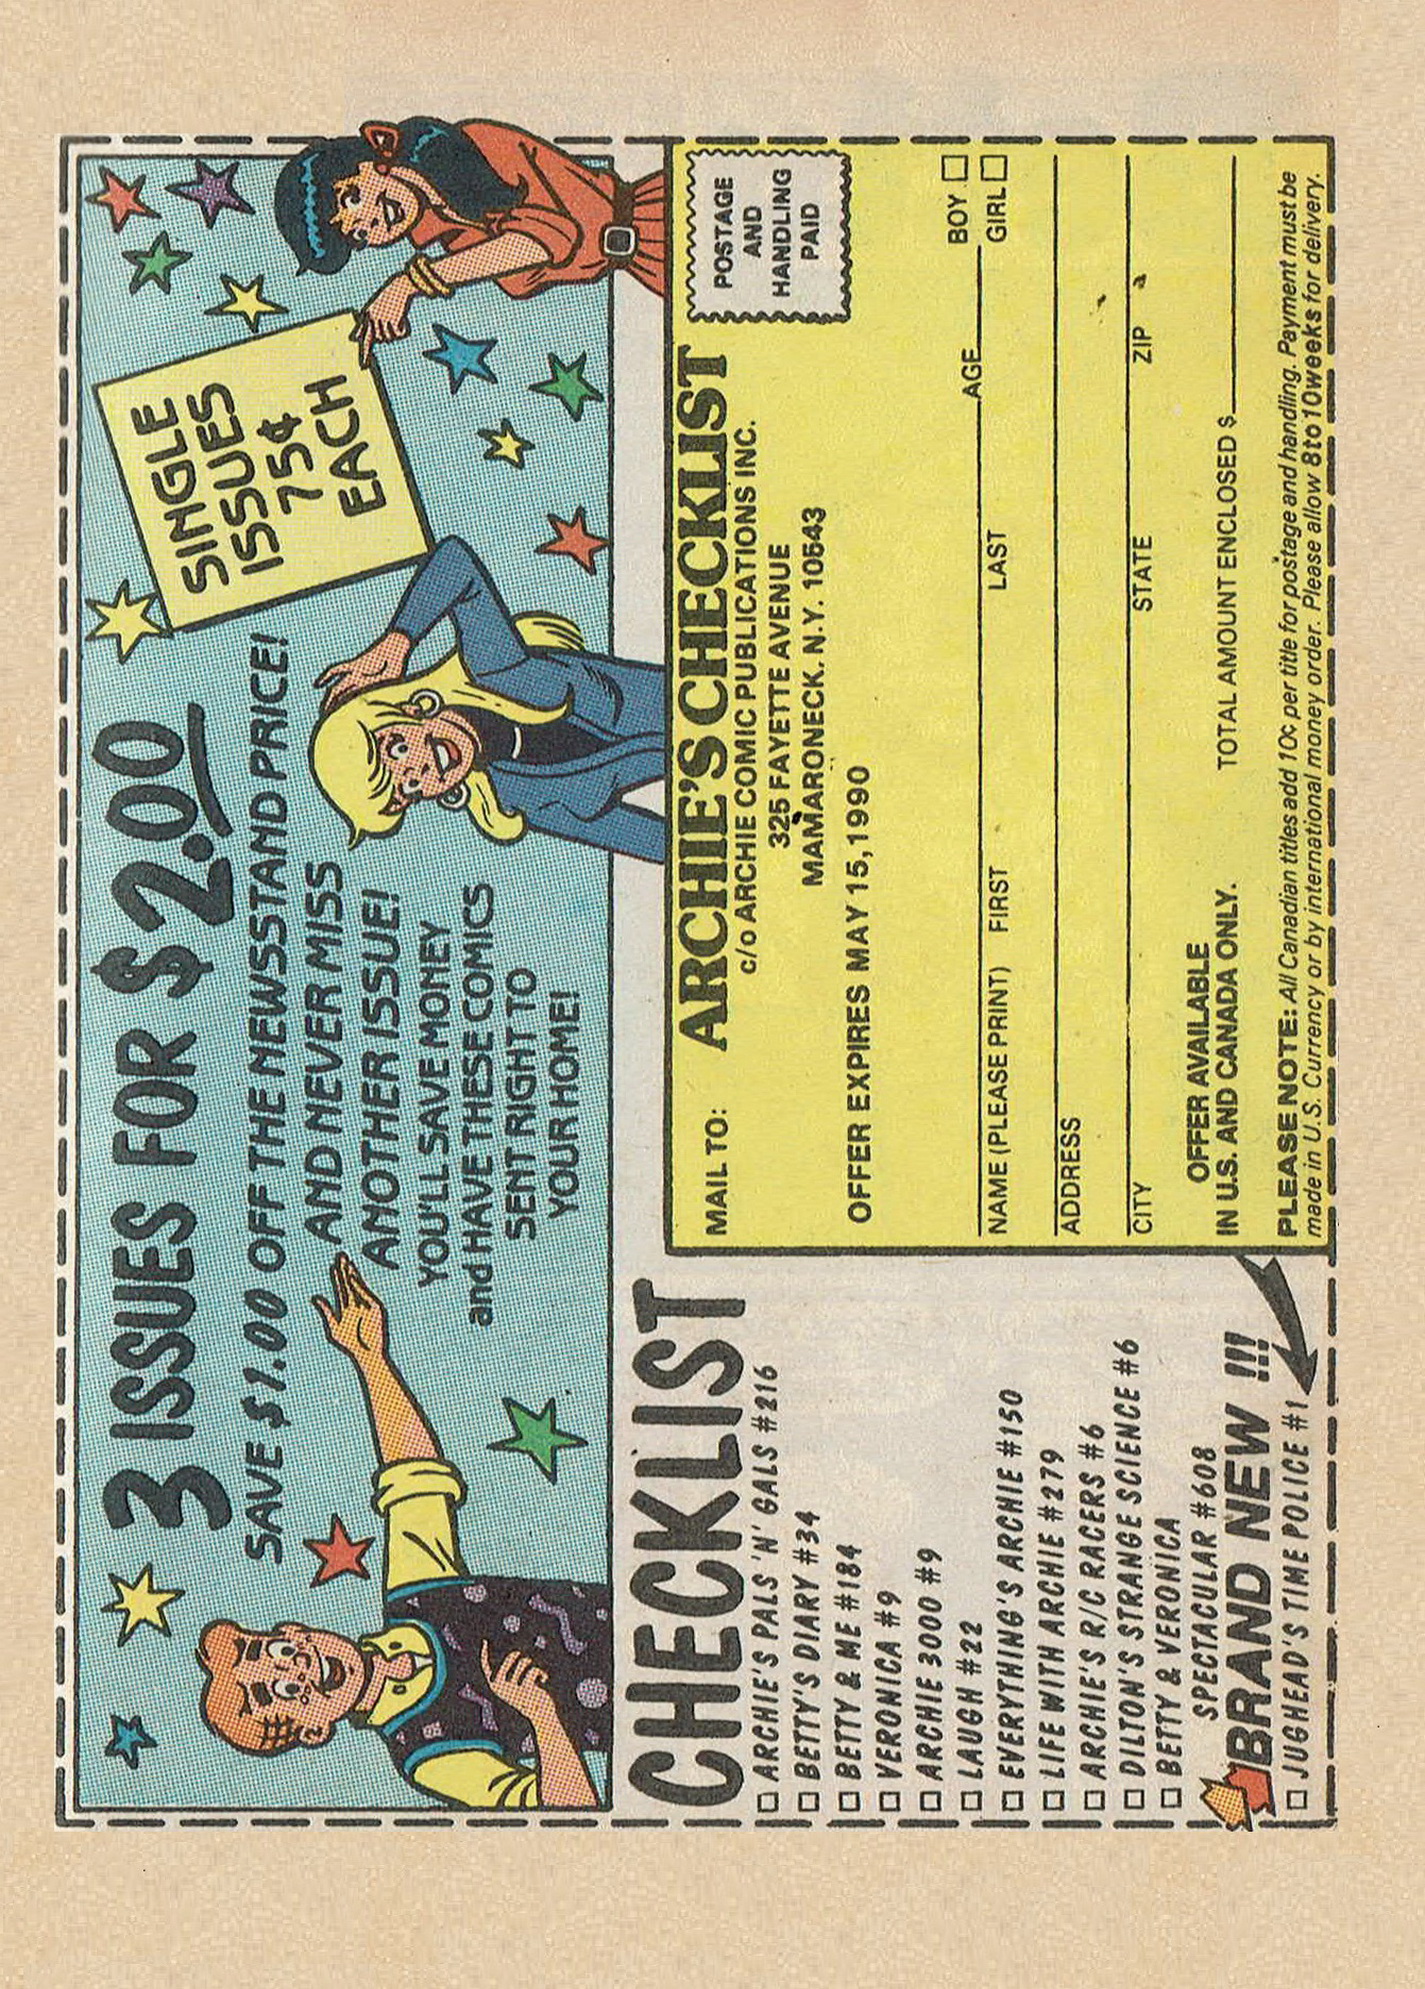 3 ISSUES FOR $2.00
SAVE $1.00 OFF THE NEWSSTAND PRICE!
AND NEVER MISS
ANOTHER ISSUE!
YOU'LL SAVE MONEY
and HAVE THESE COMICS
SENT RIGHT TO
YOUR HOME!
SINGLE
ISSUES
75¢
EACH
CHECKLIST
□ ARCHIE'S PALS 'N' GALS #216
□ BETTY'S DIARY #34
□ BETTY & ME #184
□ VERONICA #9
□ ARCHIE 3000 #9
□ LAUGH #22
□ EVERYTHING'S ARCHIE #150
□ LIFE WITH ARCHIE #279
□ ARCHIE'S R/C RACERS #6
□ DILTON'S STRANGE SCIENCE #6
□ BETTY & VERONICA
SPECTACULAR #608
BRAND NEW !!!
□ JUGHEAD'S TIME POLICE #1
MAIL TO: ARCHIE'S CHECKLIST
c/o ARCHIE COMIC PUBLICATIONS INC.
325 FAYETTE AVENUE
MAMARONECK, N.Y. 10543
POSTAGE
AND
HANDLING
PAID
OFFER EXPIRES MAY 15, 1990
AGE BOY □
NAME (PLEASE PRINT) FIRST LAST GIRL □
ADDRESS
CITY STATE ZIP
OFFER AVAILABLE
IN U.S. AND CANADA ONLY. TOTAL AMOUNT ENCLOSED $
PLEASE NOTE: All Canadian titles add 10¢ per title for postage and handling. Payment must be
made in U.S. Currency or by international money order. Please allow 8 to 10 weeks for delivery.